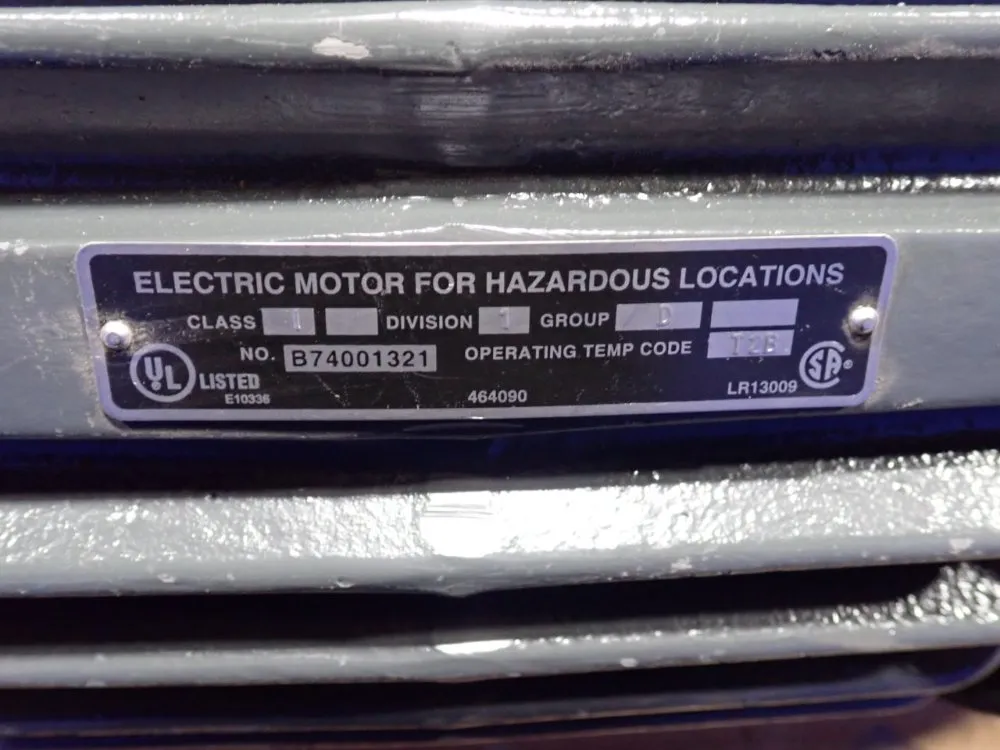 ELECTRIC MOTOR FOR HAZARDOUS LOCATIONS
CLASS I DIVISION 1 GROUP D
NO. B74001321 OPERATING TEMP CODE T2B
UL LISTED
E10336
464090
LR13009
SA®